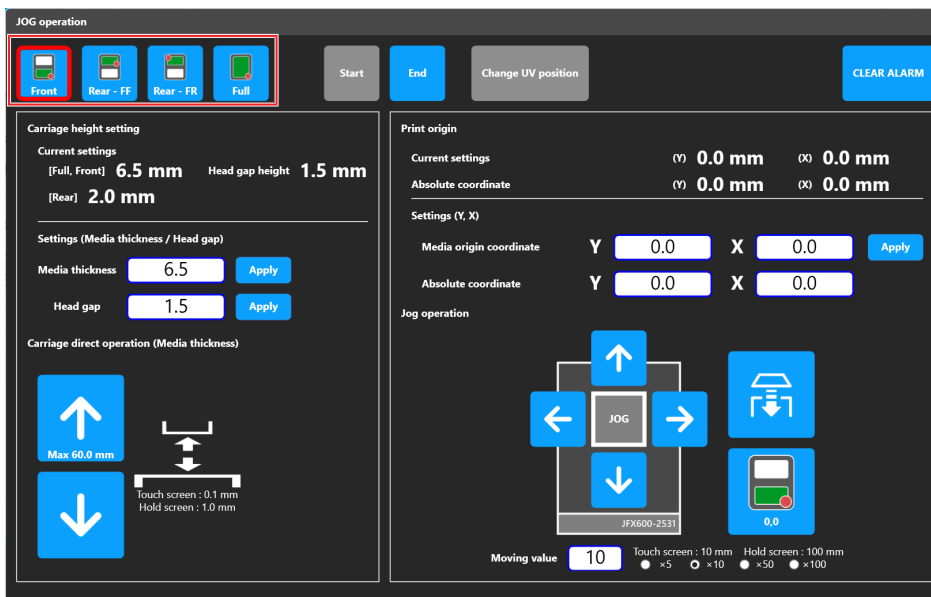 JOG operation
Front Rear - FF Rear - FR Full Start End Change UV position CLEAR ALARM
Carriage height setting
Current settings
[Full, Front] 6.5 mm Head gap height 1.5 mm
[Rear] 2.0 mm
Settings (Media thickness / Head gap)
Media thickness 6.5 Apply
Head gap 1.5 Apply
Carriage direct operation (Media thickness)
Max 60.0 mm
Touch screen : 0.1 mm
Hold screen : 1.0 mm
Print origin
Current settings (Y) 0.0 mm (X) 0.0 mm
Absolute coordinate (Y) 0.0 mm (X) 0.0 mm
Settings (Y, X)
Media origin coordinate Y 0.0 X 0.0 Apply
Absolute coordinate Y 0.0 X 0.0
Jog operation
JOG
JFX600-2531
0,0
Moving value 10 Touch screen : 10 mm Hold screen : 100 mm
×5 ×10 ×50 ×100